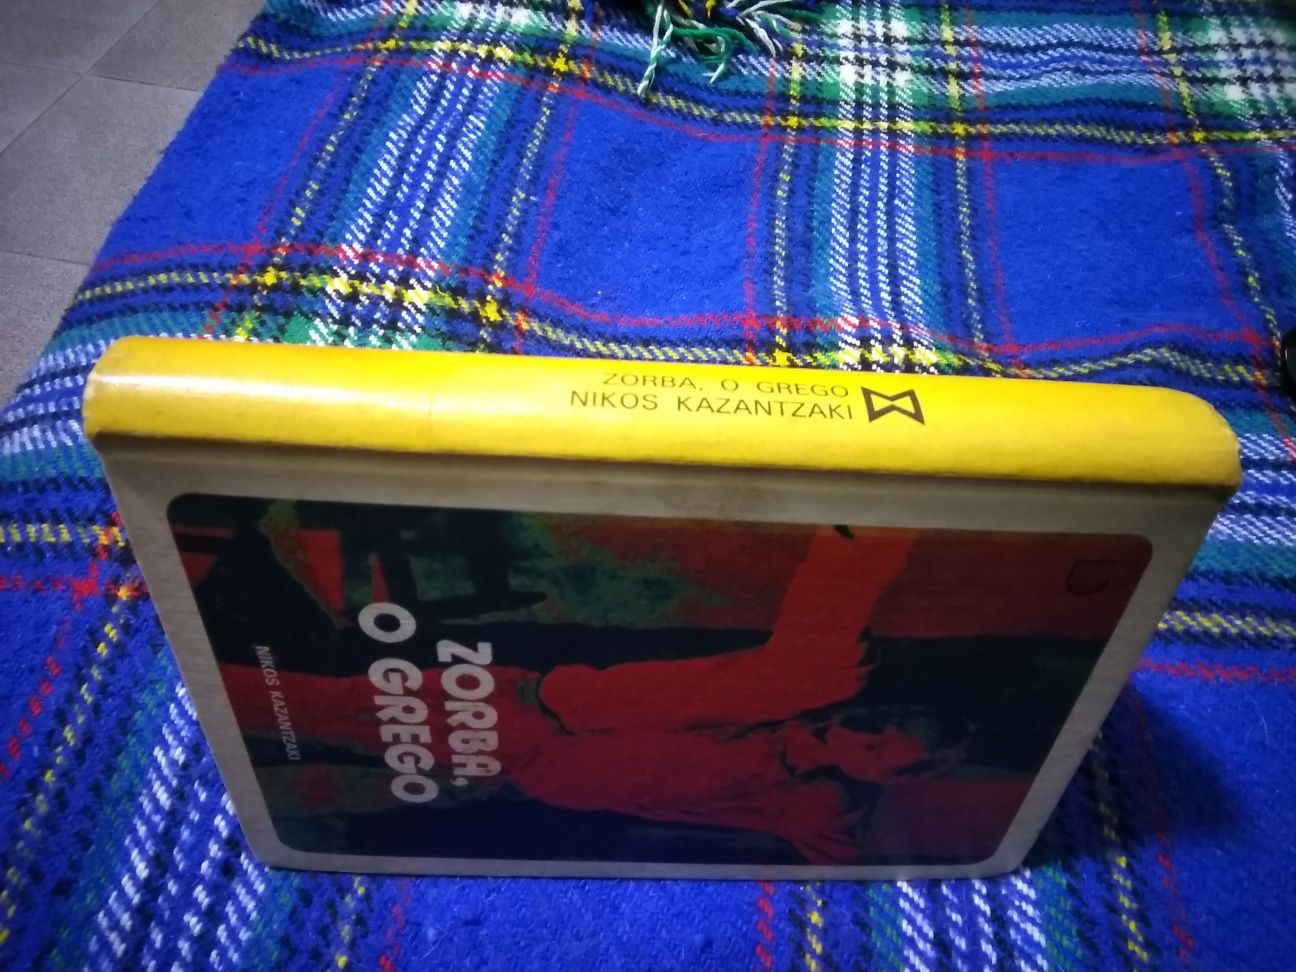 ZORBA, O GREGO
NIKOS KAZANTZAKI
ZORBA,
O GREGO
NIKOS KAZANTZAKI